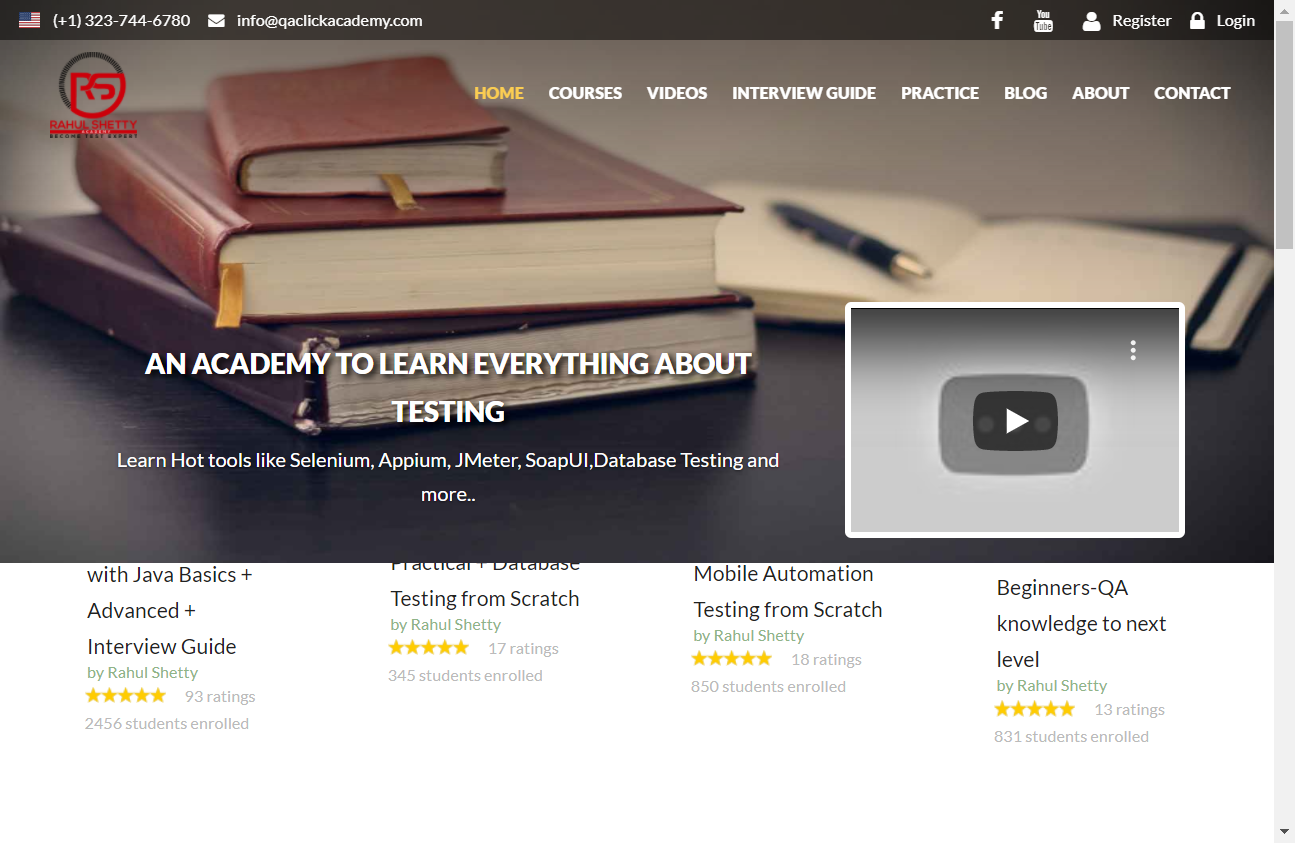 (+1) 323-744-6780 info@qaclickacademy.com You Tube Register Login
RAHUL SHETTY
ACADEMY
HOME COURSES VIDEOS INTERVIEW GUIDE PRACTICE BLOG ABOUT CONTACT
AN ACADEMY TO LEARN EVERYTHING ABOUT
TESTING
Learn Hot tools like Selenium, Appium, JMeter, SoapUI,Database Testing and
more..
with Java Basics +
Advanced +
Interview Guide
by Rahul Shetty
93 ratings
2456 students enrolled
Practical + Database
Testing from Scratch
by Rahul Shetty
17 ratings
345 students enrolled
Mobile Automation
Testing from Scratch
by Rahul Shetty
18 ratings
850 students enrolled
Beginners-QA
knowledge to next
level
by Rahul Shetty
13 ratings
831 students enrolled